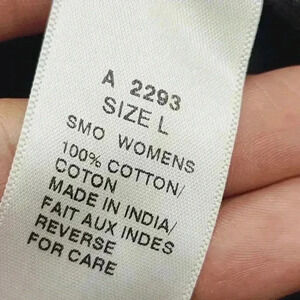 A 2293
SIZE L
SMO WOMENS
100% COTTON/
COTON
MADE IN INDIA/
FAIT AUX INDES
REVERSE
FOR CARE